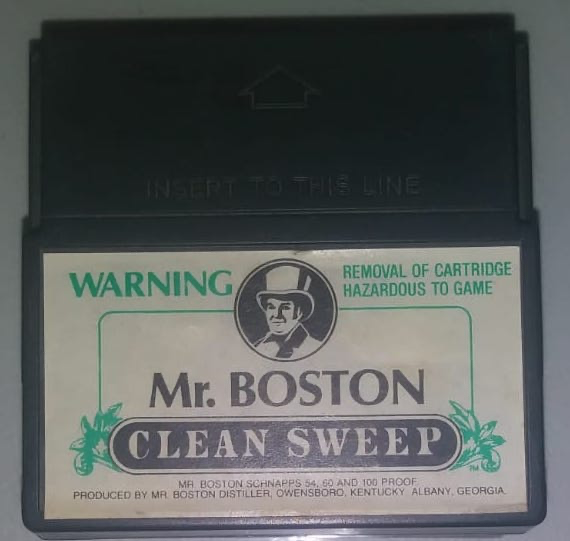 INSERT TO THIS LINE
WARNING
REMOVAL OF CARTRIDGE
HAZARDOUS TO GAME
Mr. BOSTON
CLEAN SWEEP
TM
MR. BOSTON SCHNAPPS 54, 60 AND 100 PROOF.
PRODUCED BY MR. BOSTON DISTILLER, OWENSBORO, KENTUCKY. ALBANY, GEORGIA.